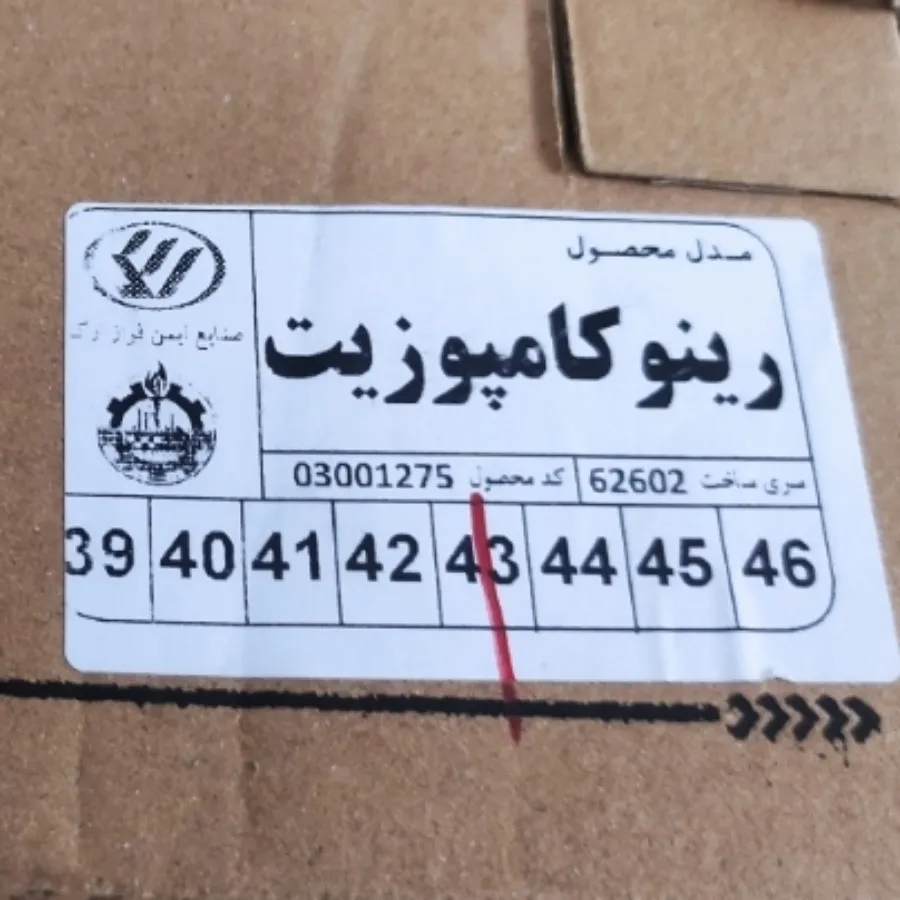 مدل محصول
رینو کامپوزیت
صنایع ایمن فراز رک
سری ساخت 62602 کد محصول 03001275
39 40 41 42 43 44 45 46